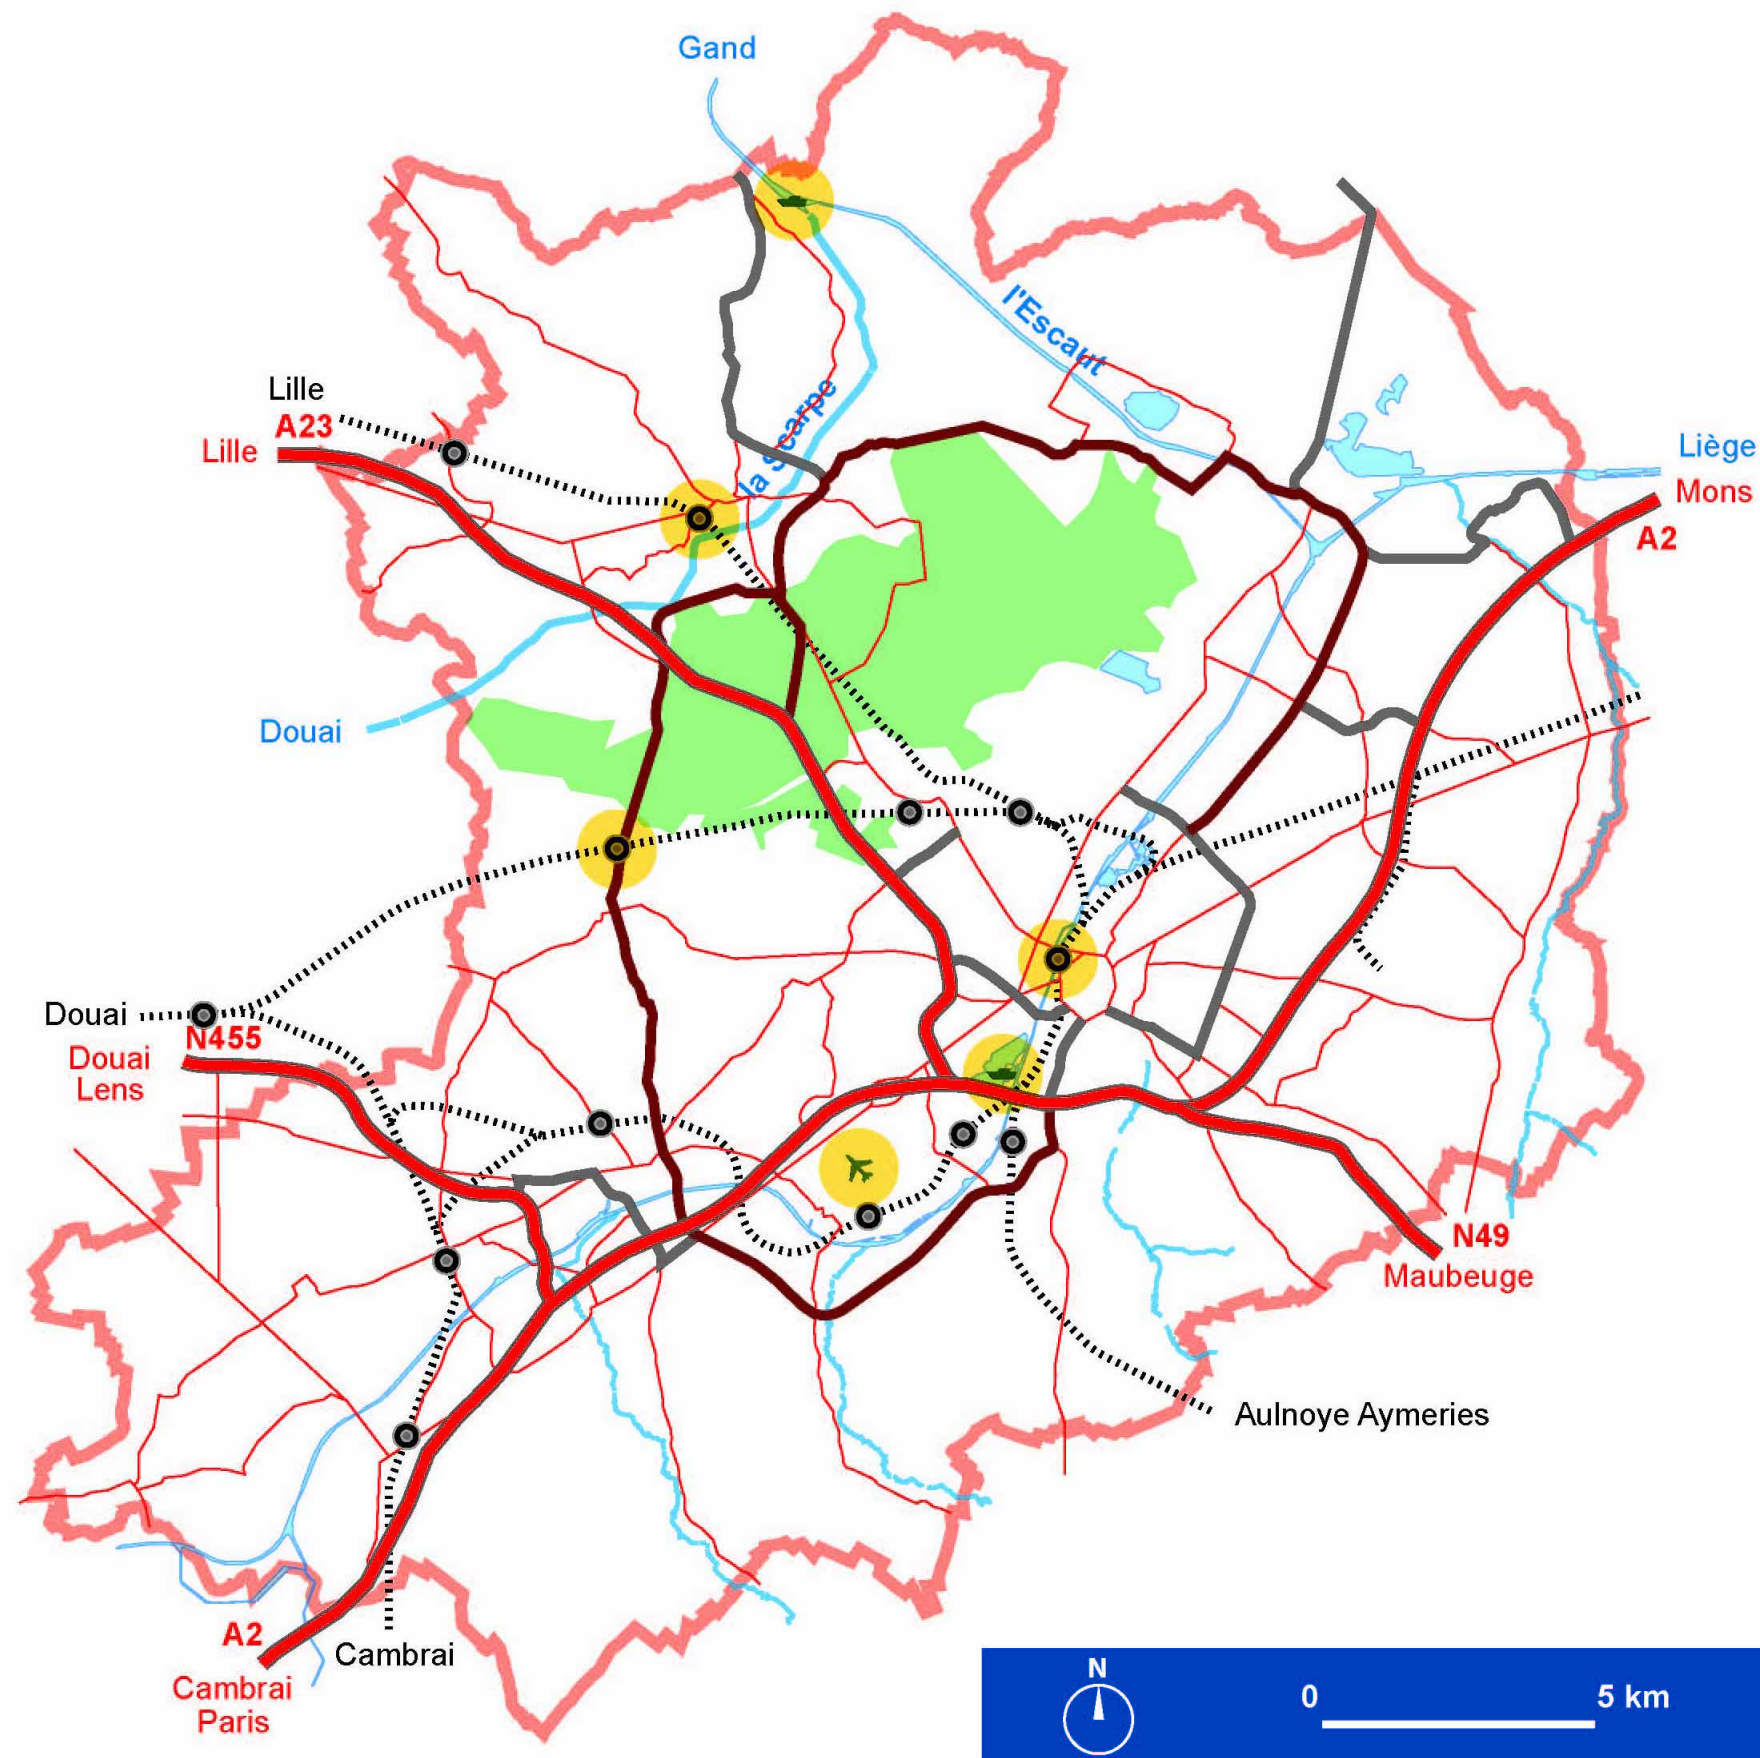 Gand
l'Escaut
Lille
A23
Lille
la Scarpe
Liège
Mons
A2
Douai
Douai
N455
Douai
Lens
N49
Maubeuge
Aulnoye Aymeries
A2
Cambrai
Cambrai
Paris
N
0 5 km